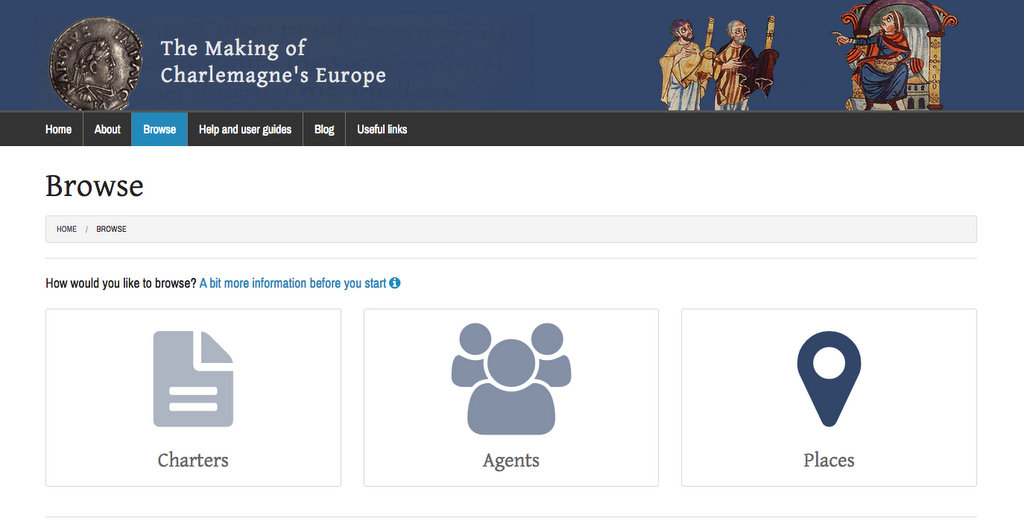 The Making of
Charlemagne's Europe
Home
About
Browse
Help and user guides
Blog
Useful links
Browse
HOME / BROWSE
How would you like to browse? A bit more information before you start
Charters
Agents
Places